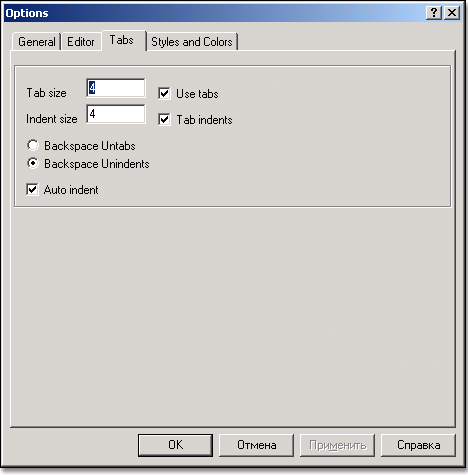 Options
General Editor Tabs Styles and Colors
Tab size 4 Use tabs
Indent size 4 Tab indents
Backspace Untabs
Backspace Unindents
Auto indent
OK Отмена Применить Справка